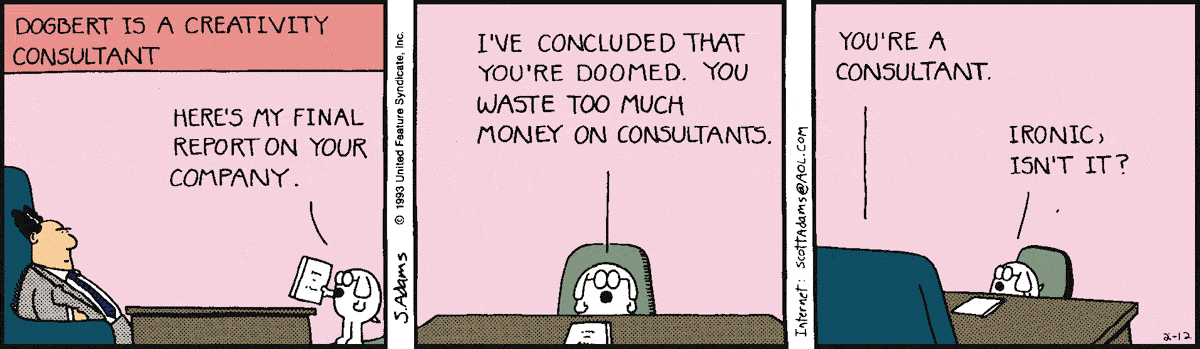 DOGBERT IS A CREATIVITY
CONSULTANT
HERE'S MY FINAL
REPORT ON YOUR
COMPANY.
S.Adams
© 1993 United Feature Syndicate, Inc.
I'VE CONCLUDED THAT
YOU'RE DOOMED. YOU
WASTE TOO MUCH
MONEY ON CONSULTANTS.
Internet: SCOTTADAMS@AOL.COM
YOU'RE A
CONSULTANT.
IRONIC,
ISN'T IT?
2-12